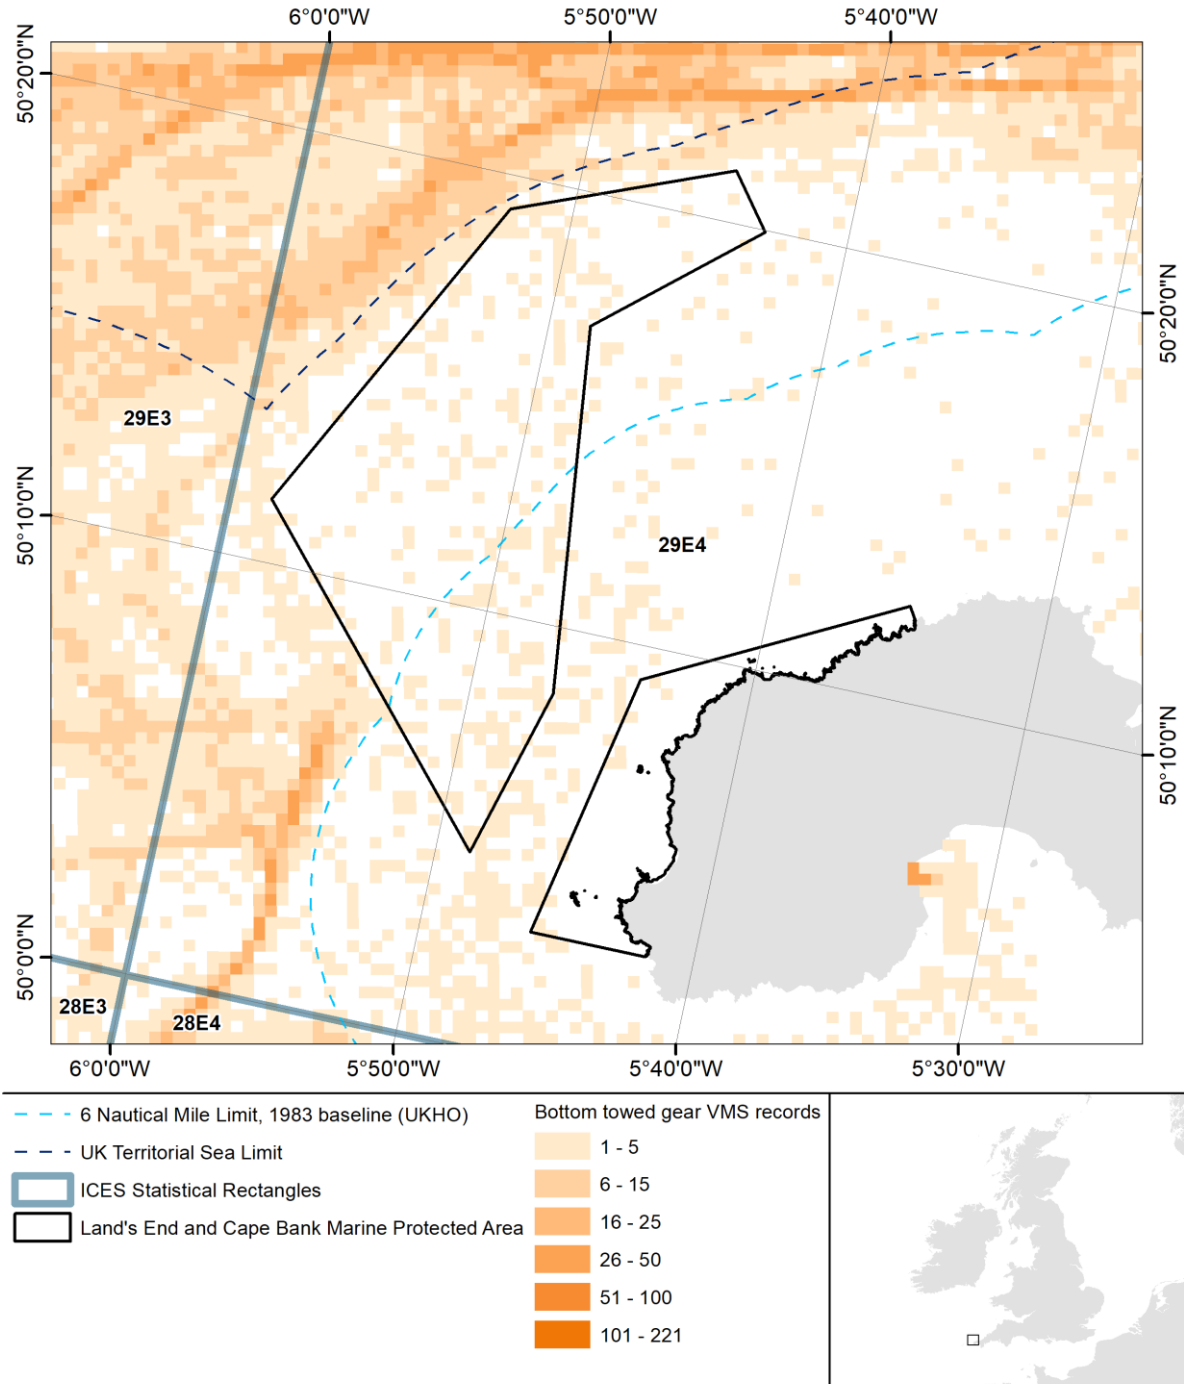 6°0'0"W
5°50'0"W
5°40'0"W
50°20'0"N
50°20'0"N
29E3
50°10'0"N
29E4
50°10'0"N
50°0'0"N
28E3
28E4
6°0'0"W
5°50'0"W
5°40'0"W
5°30'0"W
6 Nautical Mile Limit, 1983 baseline (UKHO)
UK Territorial Sea Limit
ICES Statistical Rectangles
Land's End and Cape Bank Marine Protected Area
Bottom towed gear VMS records
1 - 5
6 - 15
16 - 25
26 - 50
51 - 100
101 - 221